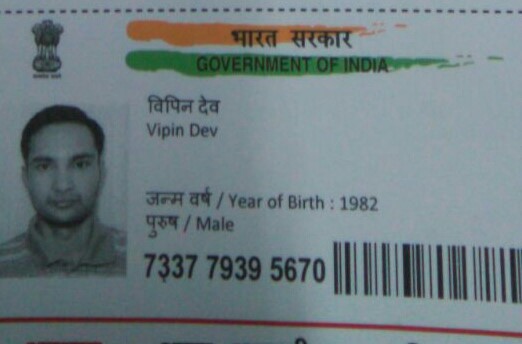 भारत सरकार
GOVERNMENT OF INDIA
विपिन देव
Vipin Dev
जन्म वर्ष / Year of Birth : 1982
पुरुष / Male
7337 7939 5670